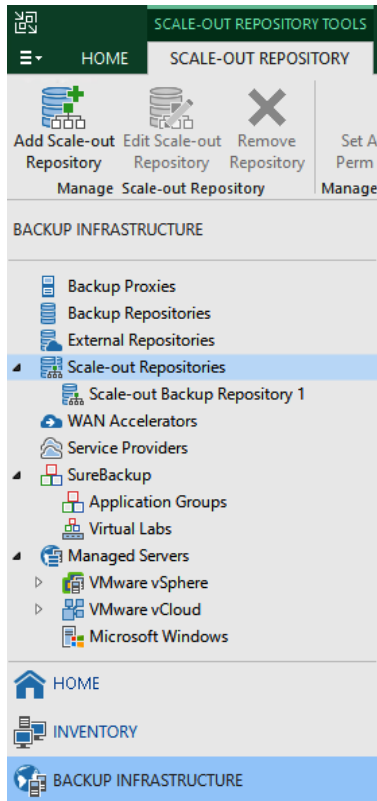 SCALE-OUT REPOSITORY TOOLS
HOME SCALE-OUT REPOSITORY
Add Scale-out Edit Scale-out Remove Set A
Repository Repository Repository Perm
Manage Scale-out Repository Manage
BACKUP INFRASTRUCTURE
Backup Proxies
Backup Repositories
External Repositories
Scale-out Repositories
Scale-out Backup Repository 1
WAN Accelerators
Service Providers
SureBackup
Application Groups
Virtual Labs
Managed Servers
VMware vSphere
VMware vCloud
Microsoft Windows
HOME
INVENTORY
BACKUP INFRASTRUCTURE